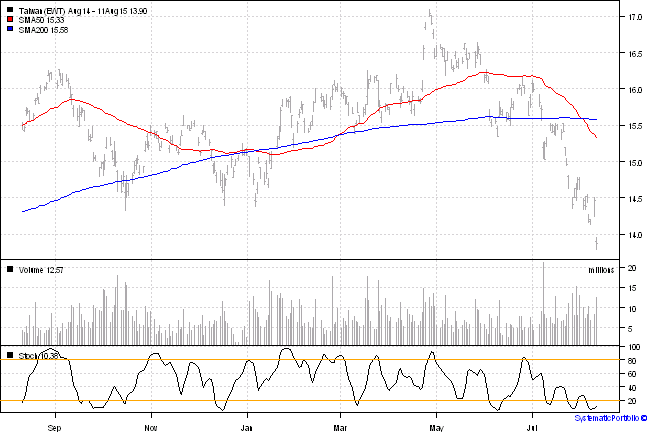 Taiwan (EWT) Aug14 - 11Aug15 13.90
SMA50 15.33
SMA200 15.58
17.0
16.5
16.0
15.5
15.0
14.5
14.0
Volume 12.57
millions
20
15
10
5
Stoch 10.38
80
60
40
20
Sep
Nov
Jan
Mar
May
Jul
SystematicPortfolio ©